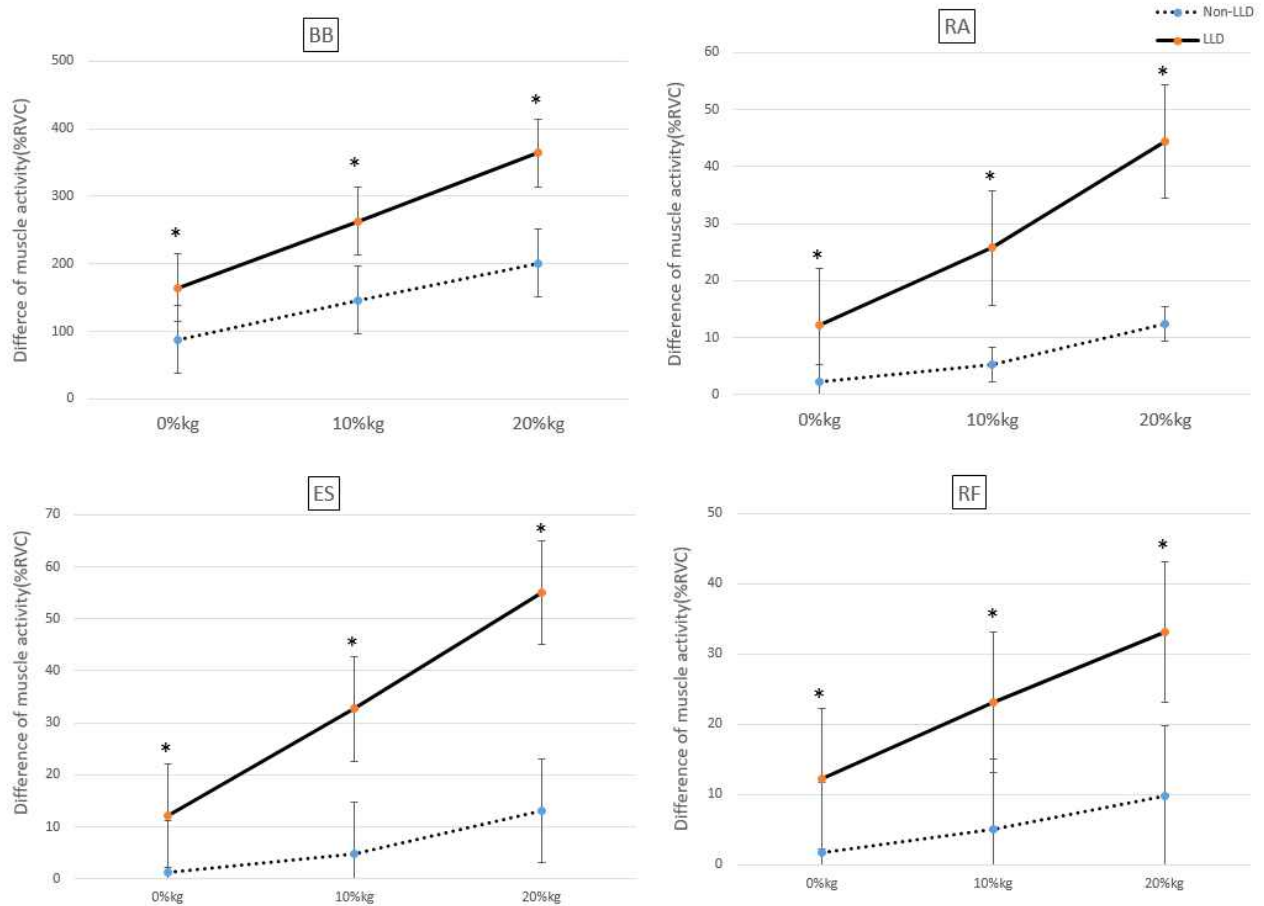 BB
Differce of muscle activity(%RVC)
500
400
300
200
100
0
*
*
*
0%kg
10%kg
20%kg
RA
Non-LLD
LLD
Difference of muscle activity(%RVC)
60
50
40
30
20
10
0
*
*
*
0%kg
10%kg
20%kg
ES
Difference of muscle activity(%RVC)
70
60
50
40
30
20
10
0
*
*
*
0%kg
10%kg
20%kg
RF
Difference of muscle activity(%RVC)
50
40
30
20
10
0
*
*
*
0%kg
10%kg
20%kg